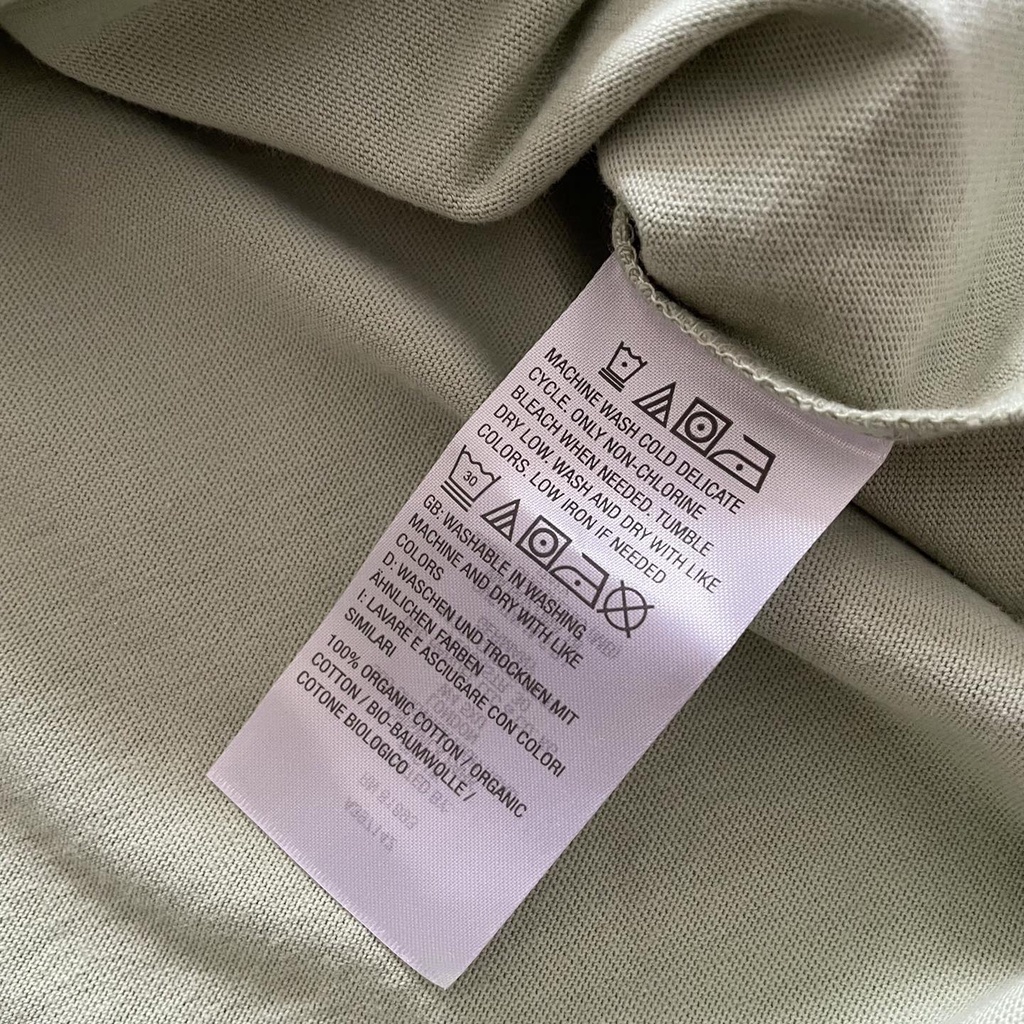 MACHINE WASH COLD DELICATE
CYCLE. ONLY NON-CHLORINE
BLEACH WHEN NEEDED. TUMBLE
DRY LOW. WASH AND DRY WITH LIKE
COLORS. LOW IRON IF NEEDED
30
GB: WASHABLE IN WASHING
MACHINE AND DRY WITH LIKE
COLORS
D: WASCHEN UND TROCKNEN MIT
ÄHNLICHEN FARBEN
I: LAVARE E ASCIUGARE CON COLORI
SIMILARI
100% ORGANIC COTTON / ORGANIC
COTTON / BIO-BAUMWOLLE /
COTONE BIOLOGICO